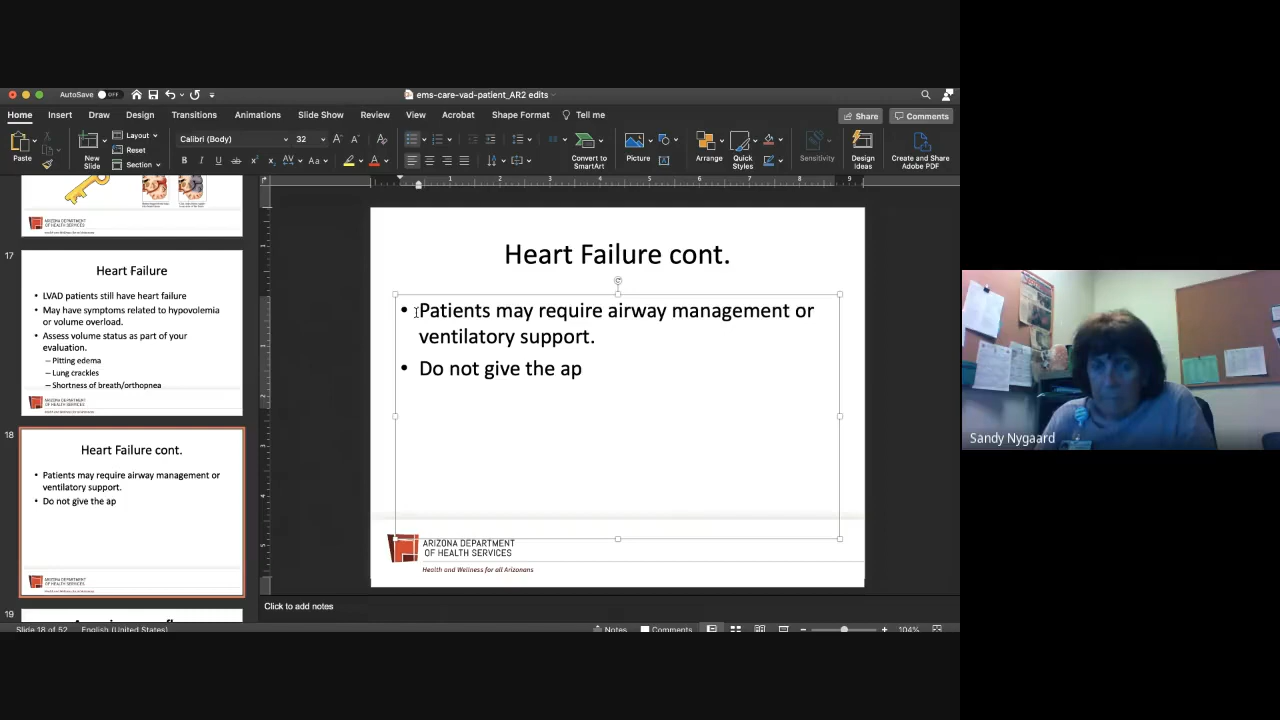 AutoSave OFF
ems-care-vad-patient_AR2 edits
Home Insert Draw Design Transitions Animations Slide Show Review View Acrobat Shape Format Tell me
Share Comments
Paste
New Slide
Layout
Reset
Section
Calibri (Body) 32
Convert to SmartArt
Picture
Arrange
Quick Styles
Sensitivity
Design Ideas
Create and Share Adobe PDF
ARIZONA DEPARTMENT
OF HEALTH SERVICES
17
Heart Failure
• LVAD patients still have heart failure
• May have symptoms related to hypovolemia
or volume overload.
• Assess volume status as part of your
evaluation.
– Pitting edema
– Lung crackles
– Shortness of breath/orthopnea
ARIZONA DEPARTMENT
OF HEALTH SERVICES
18
Heart Failure cont.
• Patients may require airway management or
ventilatory support.
• Do not give the ap
ARIZONA DEPARTMENT
OF HEALTH SERVICES
19
Heart Failure cont.
• Patients may require airway management or
ventilatory support.
• Do not give the ap
ARIZONA DEPARTMENT
OF HEALTH SERVICES
Health and Wellness for all Arizonans
Click to add notes
Slide 18 of 52 English (United States) Notes Comments 104%
Sandy Nygaard